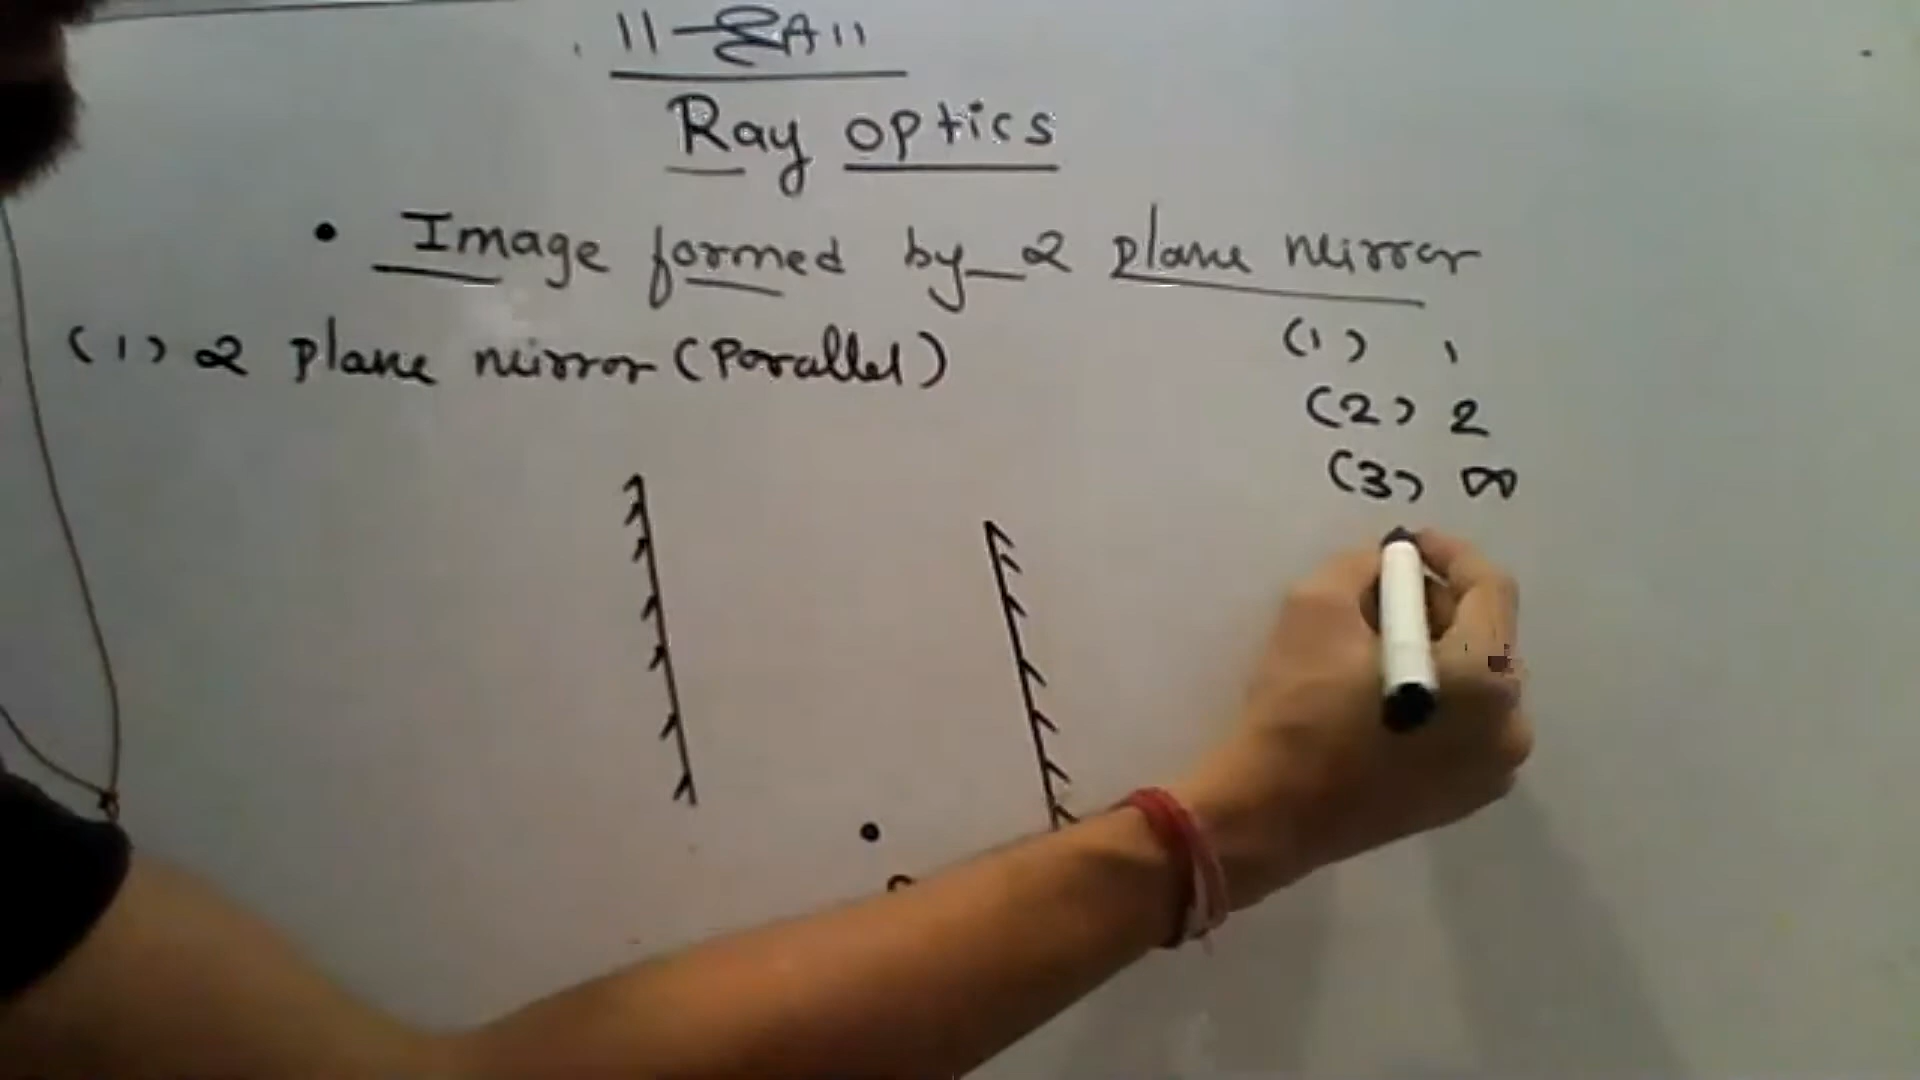 Ray optics
• Image formed by 2 plane mirror
(1) 2 plane mirror (Parallel)
(1) 1
(2) 2
(3) ∞